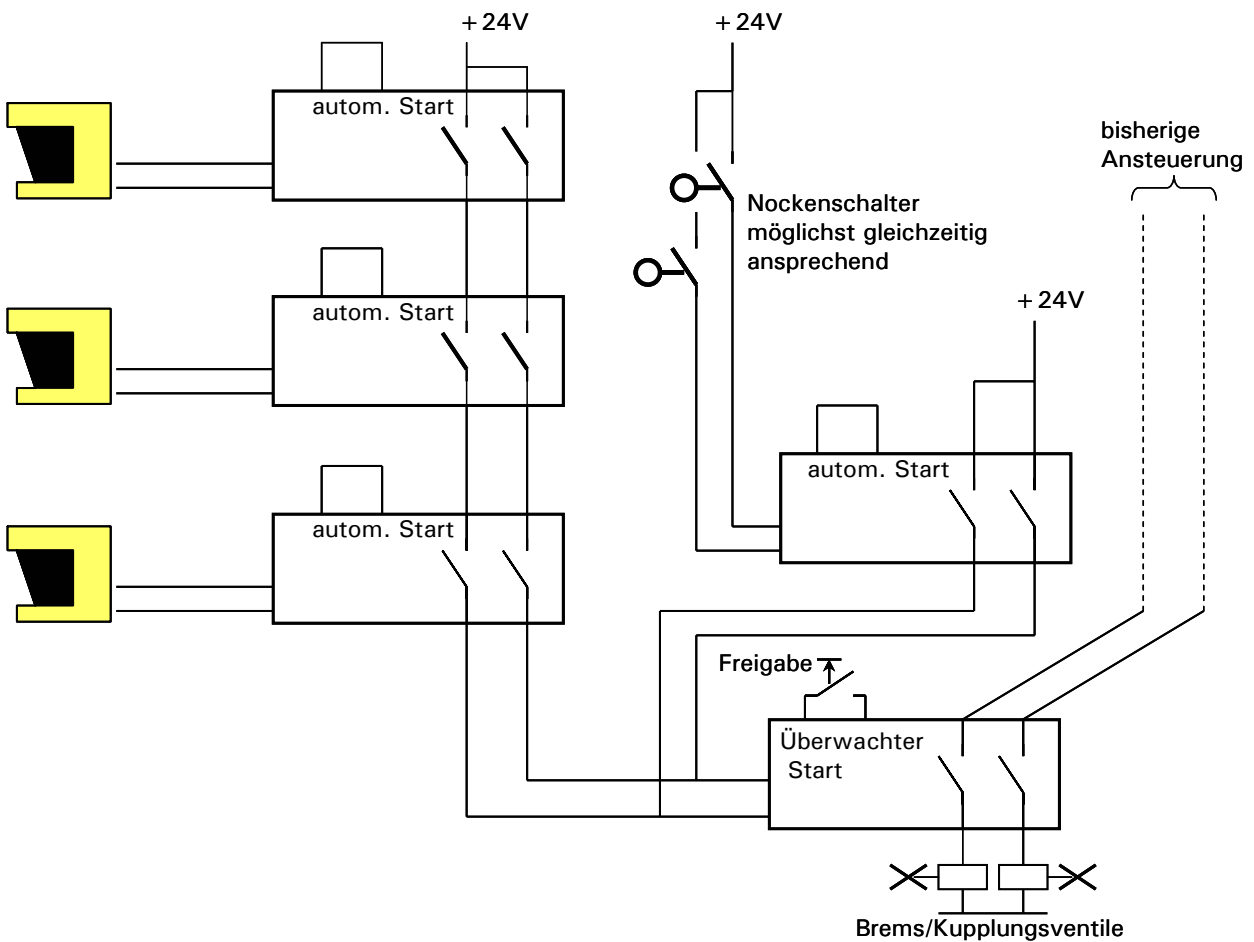 +24V
+24V
autom. Start
bisherige
Ansteuerung
Nockenschalter
möglichst gleichzeitig
ansprechend
autom. Start
+24V
autom. Start
autom. Start
Freigabe
Überwachter
Start
Brems/Kupplungsventile